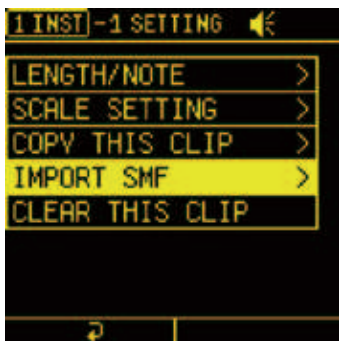 1 INST -1 SETTING
LENGTH/NOTE >
SCALE SETTING >
COPY THIS CLIP >
IMPORT SMF >
CLEAR THIS CLIP